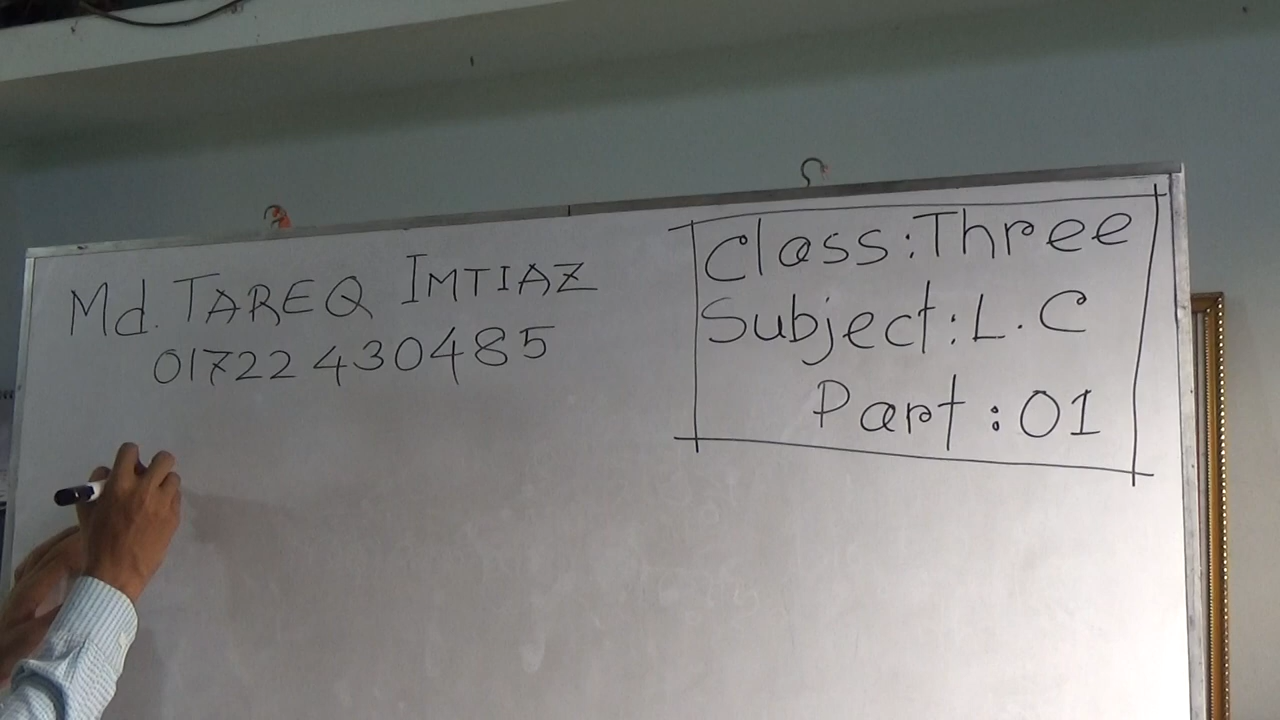 Md. TAREQ IMTIAZ
01722430485
Class:Three
Subject:L.C
Part:01